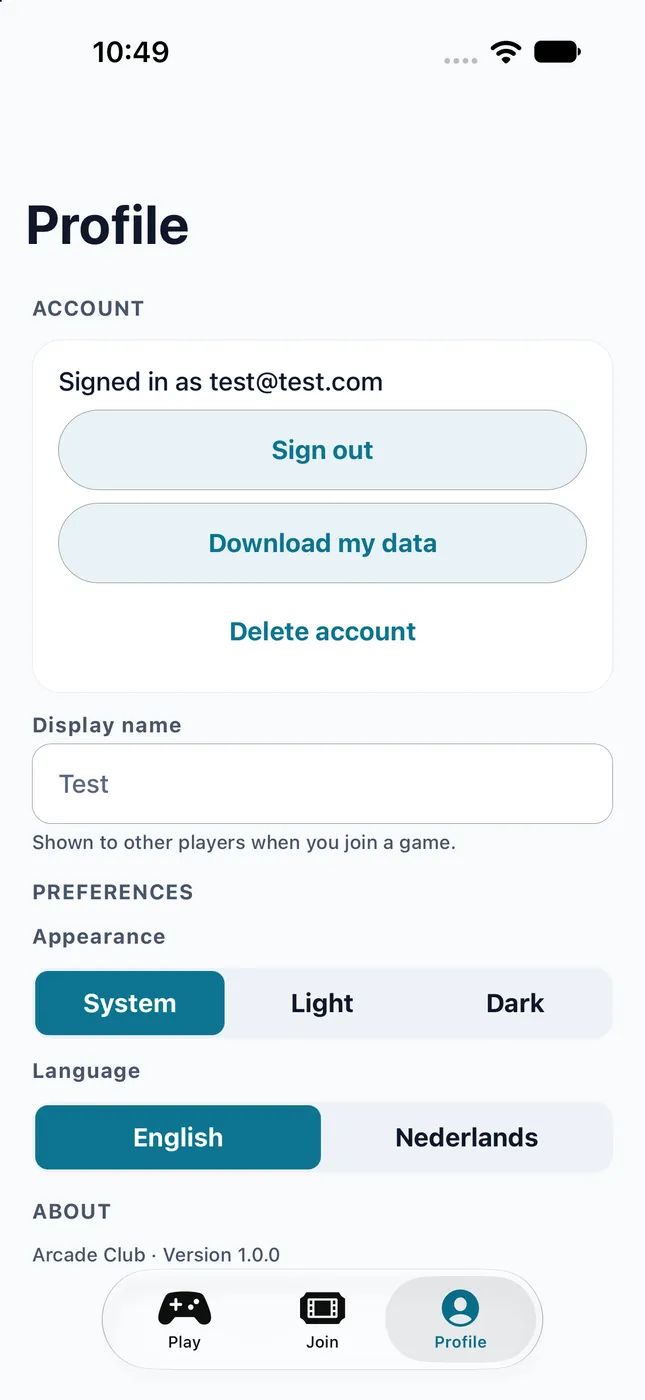 10:49
Profile
ACCOUNT
Signed in as test@test.com
Sign out
Download my data
Delete account
Display name
Test
Shown to other players when you join a game.
PREFERENCES
Appearance
System Light Dark
Language
English Nederlands
ABOUT
Arcade Club · Version 1.0.0
Play Join Profile